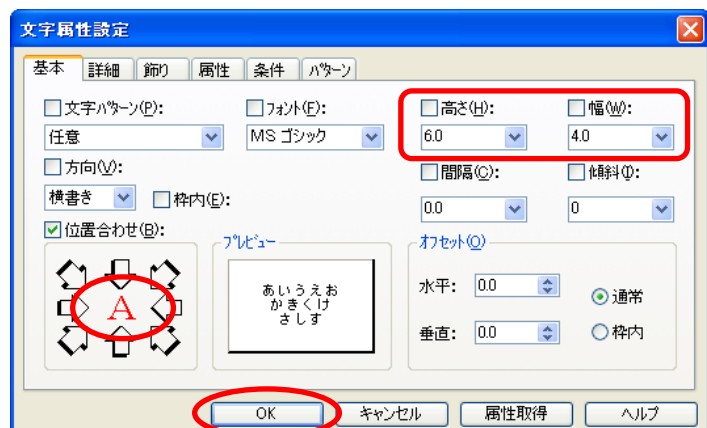 文字属性設定
基本 詳細 飾り 属性 条件 ﾊﾟﾀｰﾝ
文字ﾊﾟﾀｰﾝ(P): ﾌｫﾝﾄ(F): 高さ(H): 幅(W):
任意 MS ゴシック 6.0 4.0
方向(V): 間隔(C): 傾斜(I):
横書き 枠内(E): 0.0 0
位置合わせ(B): ﾌﾟﾚﾋﾞｭｰ ｵﾌｾｯﾄ(O)
A
あいうえお
かきくけ
さしす
水平: 0.0 通常
垂直: 0.0 枠内
OK キャンセル 属性取得 ヘルプ